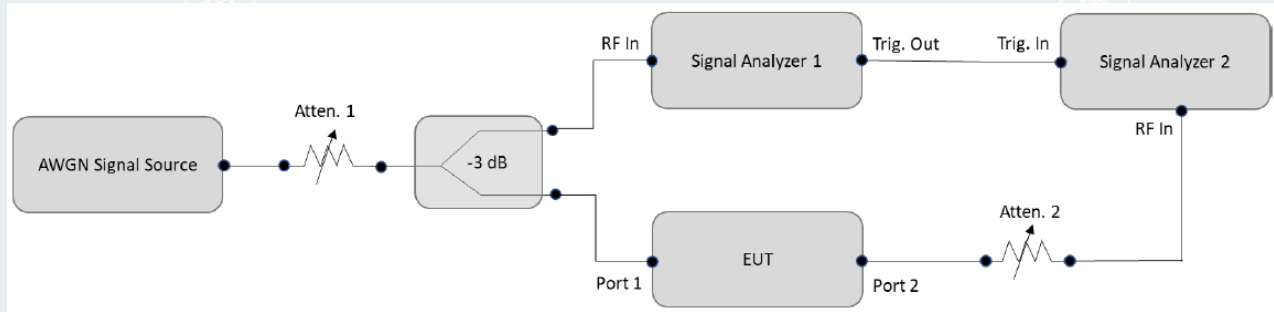 RF In
Signal Analyzer 1
Trig. Out
Trig. In
Signal Analyzer 2
RF In
AWGN Signal Source
Atten. 1
-3 dB
Port 1
EUT
Port 2
Atten. 2